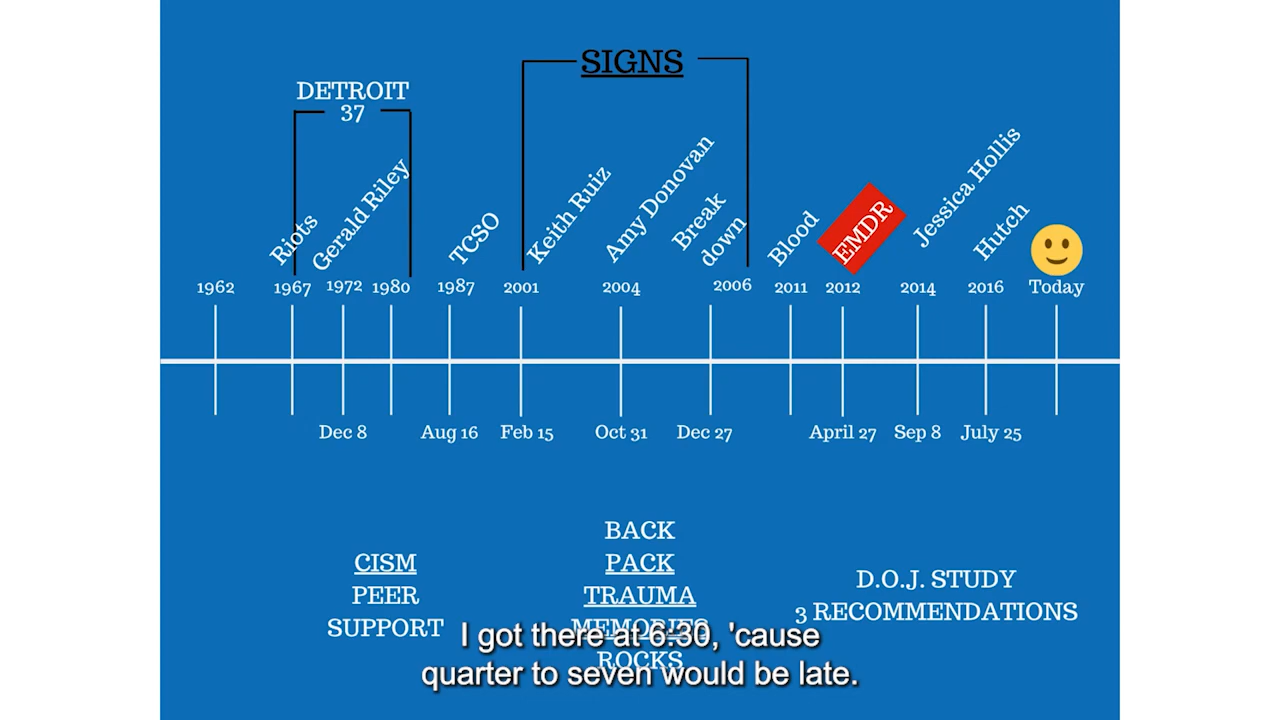 SIGNS
DETROIT
37
Riots
Gerald Riley
TCSO
Keith Ruiz
Amy Donovan
Break
down
Blood
EMDR
Jessica Hollis
Hutch
1962 1967 1972 1980 1987 2001 2004 2006 2011 2012 2014 2016 Today
Dec 8 Aug 16 Feb 15 Oct 31 Dec 27 April 27 Sep 8 July 25
CISM
PEER
SUPPORT
BACK
PACK
TRAUMA
MEMORIES
ROCKS
D.O.J. STUDY
3 RECOMMENDATIONS
I got there at 6:30, 'cause
quarter to seven would be late.